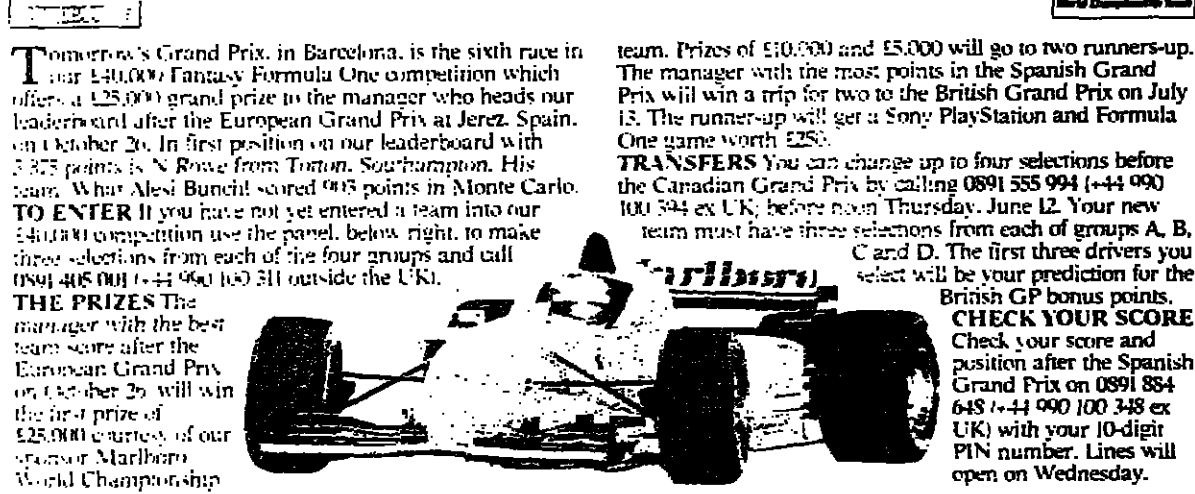 Tomorrow's Grand Prix, in Barcelona, is the sixth race in
our £40,000 Fantasy Formula One competition which
offers a £25,000 grand prize to the manager who heads our
leaderboard after the European Grand Prix at Jerez, Spain,
on October 26. In first position on our leaderboard with
points is N Rowe from Totton, Southampton. His
team, What Alesi Bunch! scored 903 points in Monte Carlo.
TO ENTER If you have not yet entered a team into our
£40,000 competition use the panel, below right, to make
three selections from each of the four groups and call
0891 405 001 (+44 990 100 311 outside the UK).
THE PRIZES The
manager with the best
team score after the
European Grand Prix
on October 26, will win
the first prize of
£25,000 courtesy of our
sponsor Marlboro
World Championship
team. Prizes of £10,000 and £5,000 will go to two runners-up.
The manager with the most points in the Spanish Grand
Prix will win a trip for two to the British Grand Prix on July
13. The runner-up will get a Sony PlayStation and Formula
One game worth £250.
TRANSFERS You can change up to four selections before
the Canadian Grand Prix by calling 0891 555 994 (+44 990
100 394 ex UK) before noon Thursday, June 12. Your new
team must have three selections from each of groups A, B,
C and D. The first three drivers you
select will be your prediction for the
British GP bonus points.
CHECK YOUR SCORE
Check your score and
position after the Spanish
Grand Prix on 0891 884
648 (+44 990 100 348 ex
UK) with your 10-digit
PIN number. Lines will
open on Wednesday.
Marlboro